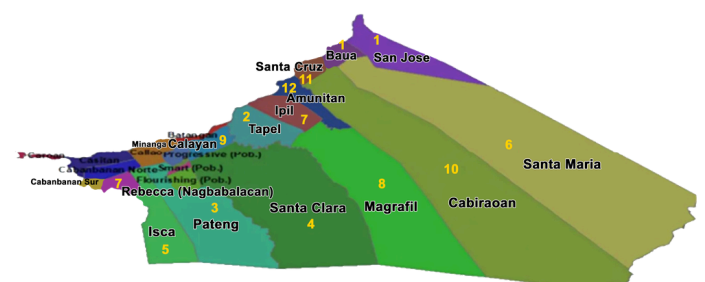 1
1
Baua
San Jose
Santa Cruz
11
12
Amunitan
Ipil
2
7
Tapel
Batangan
9
Minanga
Calayan
Callao
Progressive (Pob.)
Caroan
Casitan
6
Santa Maria
Cabanbanan Norte
Smart (Pob.)
10
Cabanbanan Sur
7
Flourishing (Pob.)
8
Rebecca (Nagbabalacan)
Cabiraoan
3
Santa Clara
Magrafil
Isca
Pateng
4
5